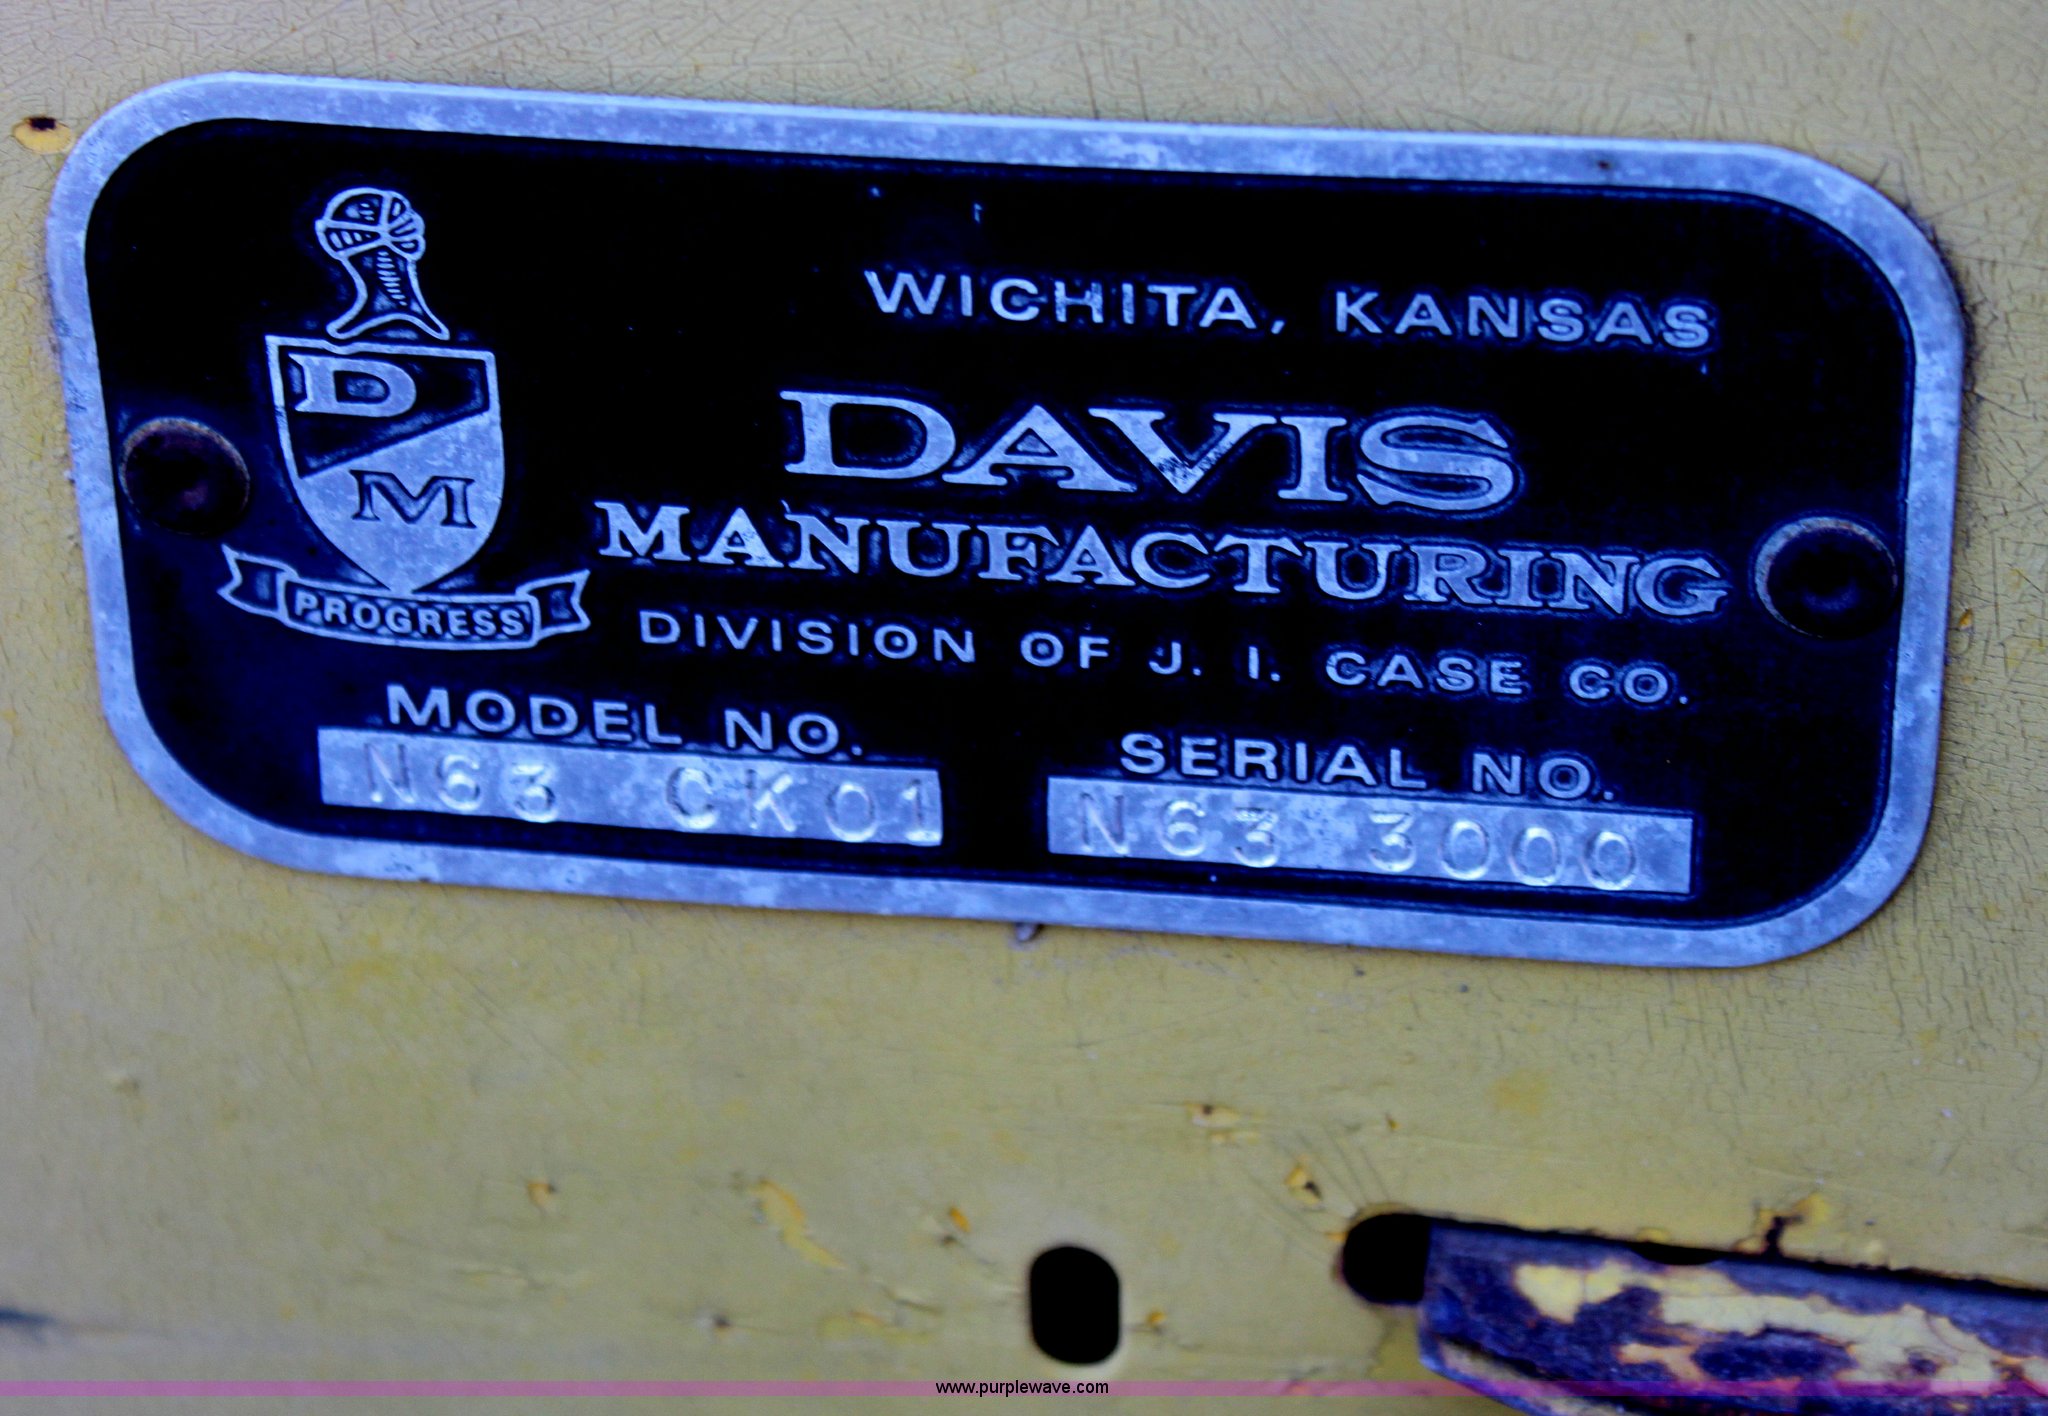 WICHITA, KANSAS
DAVIS
MANUFACTURING
DIVISION OF J. I. CASE CO.
D
M
PROGRESS
MODEL NO.
N63 CK01
SERIAL NO.
N63 3000
www.purplewave.com